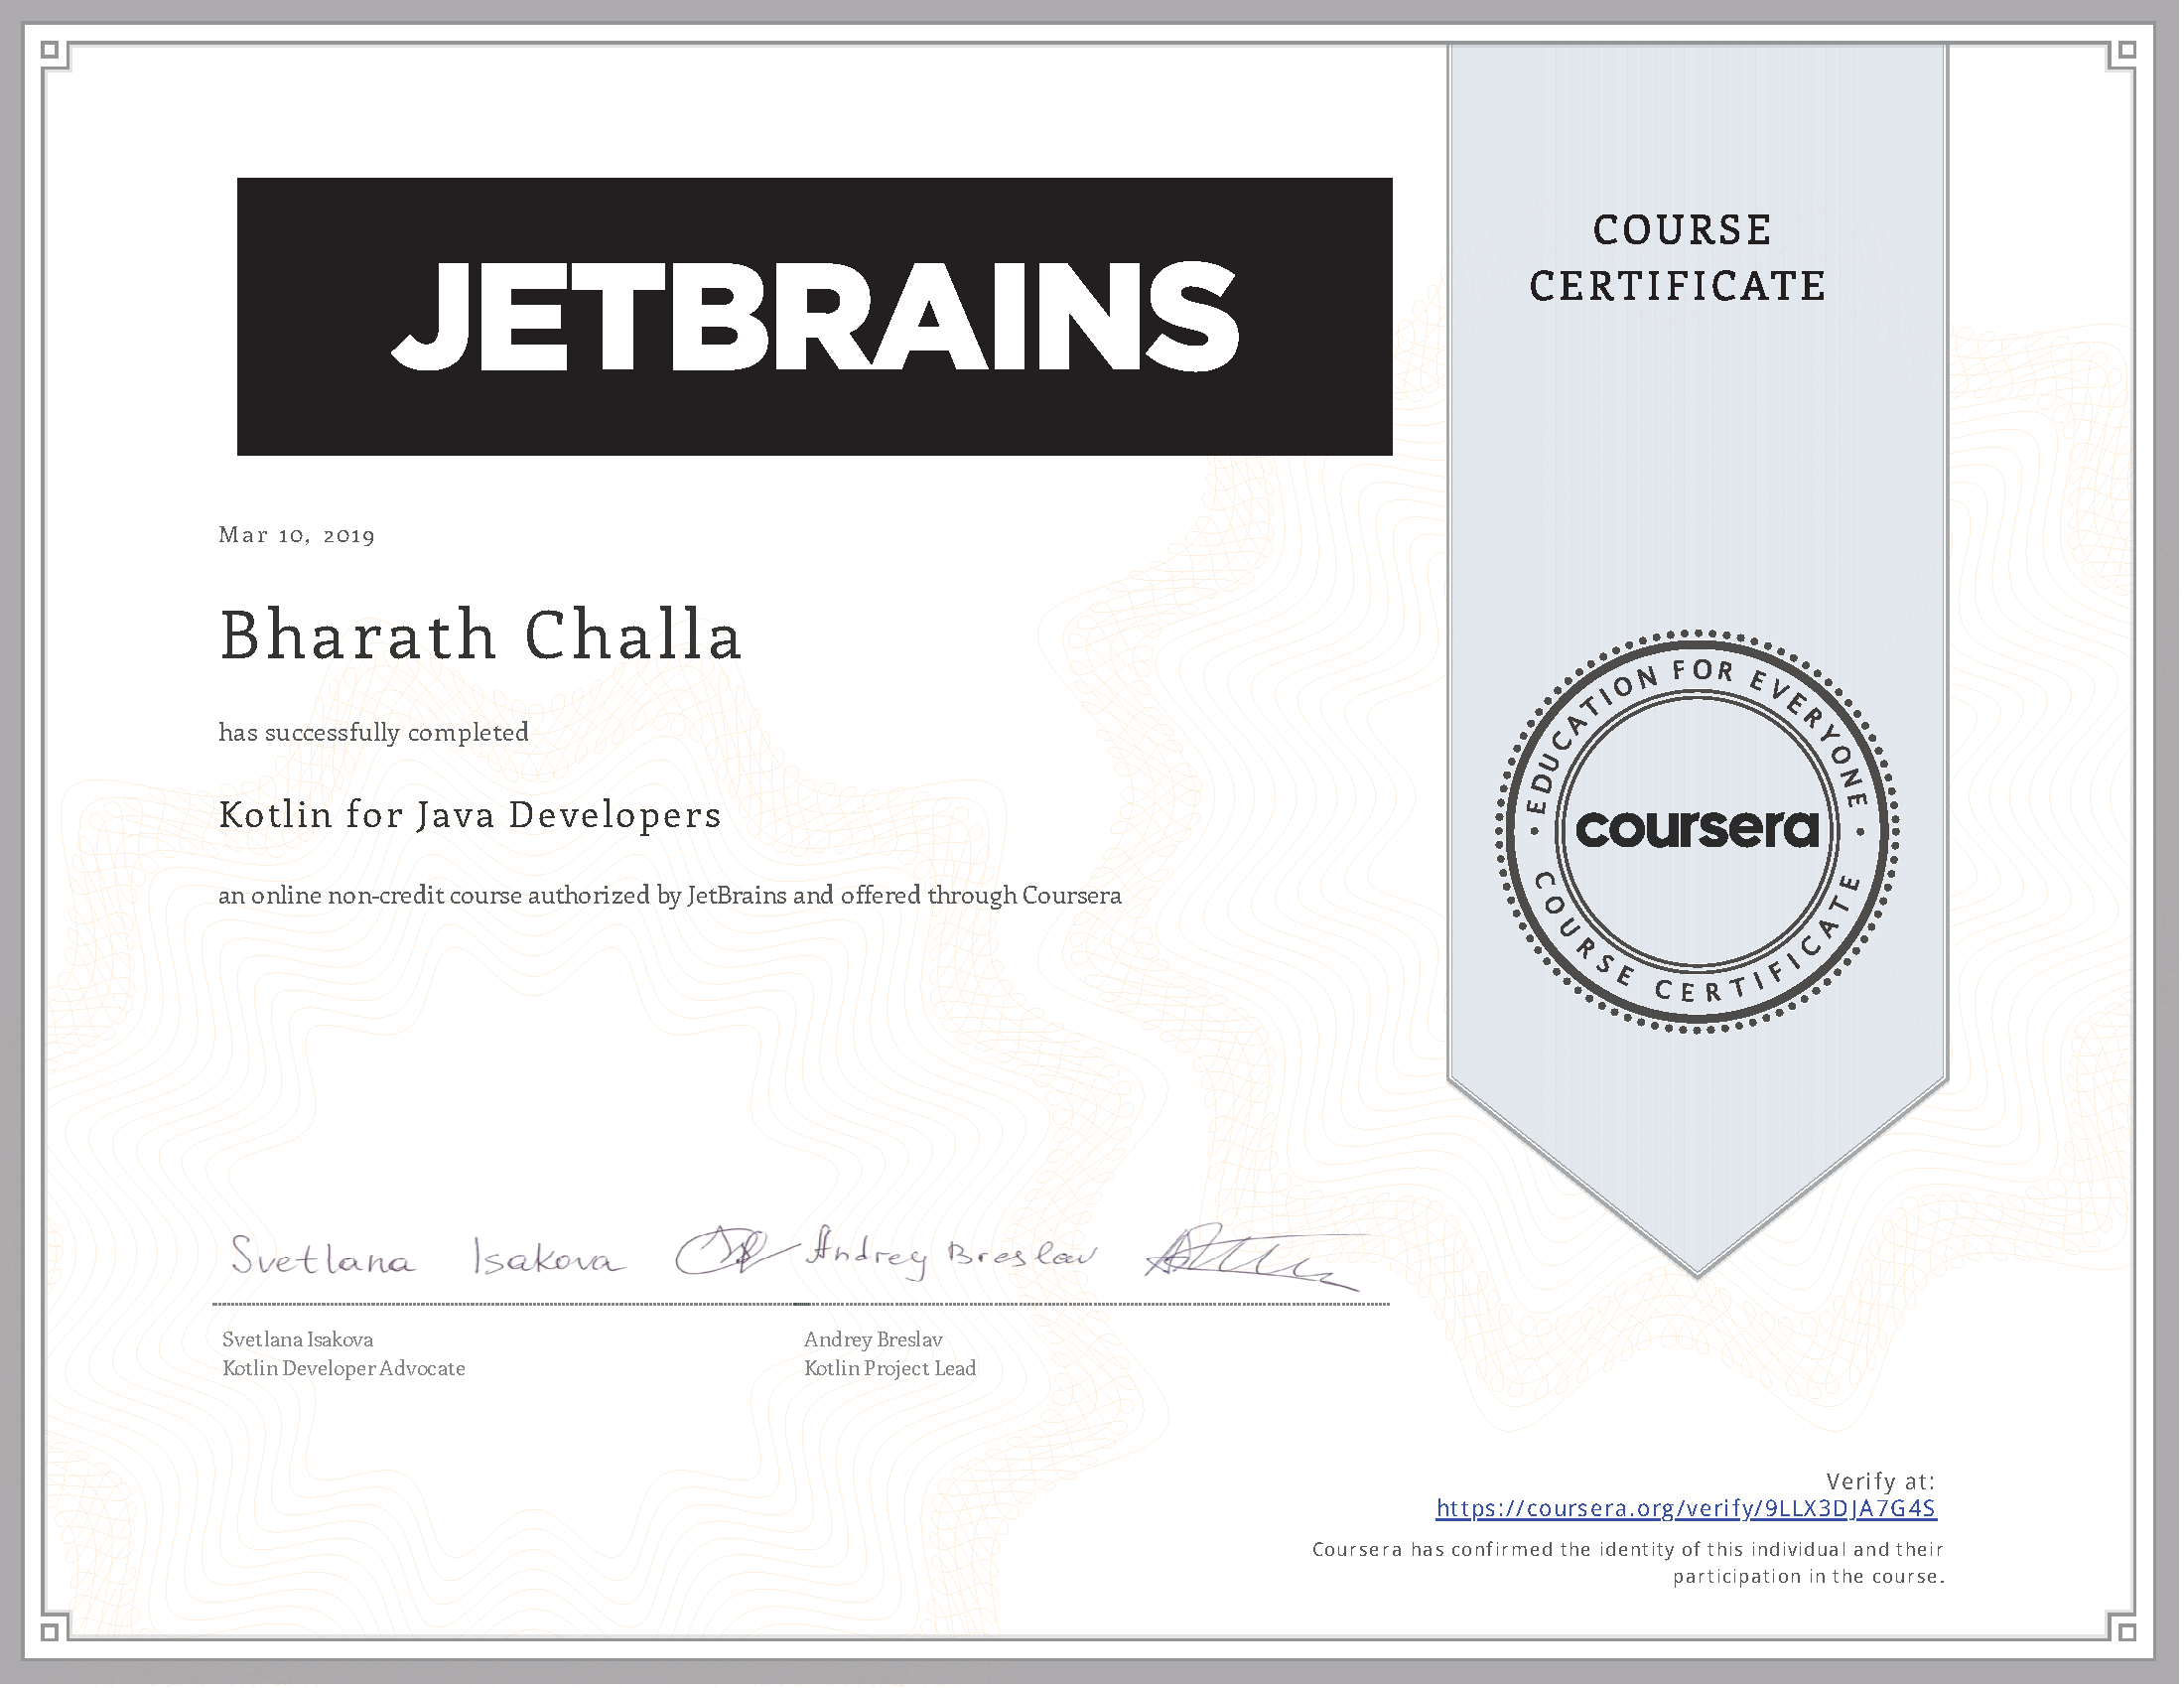 JETBRAINS
COURSE
CERTIFICATE
Mar 10, 2019
Bharath Challa
has successfully completed
Kotlin for Java Developers
an online non-credit course authorized by JetBrains and offered through Coursera
EDUCATION FOR EVERYONE
coursera
COURSE CERTIFICATE
Svetlana Isakova
Andrey Breslav
Svetlana Isakova
Kotlin Developer Advocate
Andrey Breslav
Kotlin Project Lead
Verify at:
https://coursera.org/verify/9LLX3DJA7G4S
Coursera has confirmed the identity of this individual and their
participation in the course.